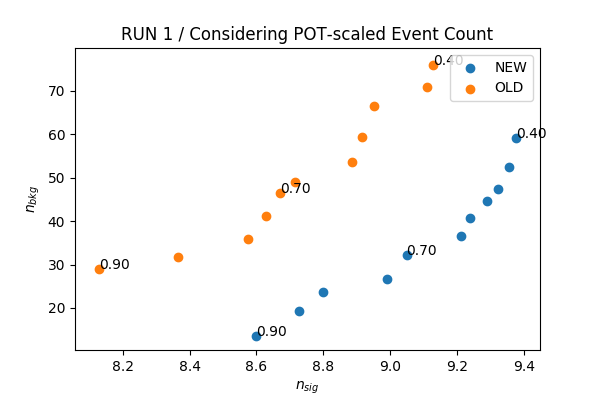 RUN 1 / Considering POT-scaled Event Count
NEW
OLD
0.40
0.40
0.70
0.70
0.90
0.90
70
60
50
40
30
20
n_bkg
8.2 8.4 8.6 8.8 9.0 9.2 9.4
n_sig